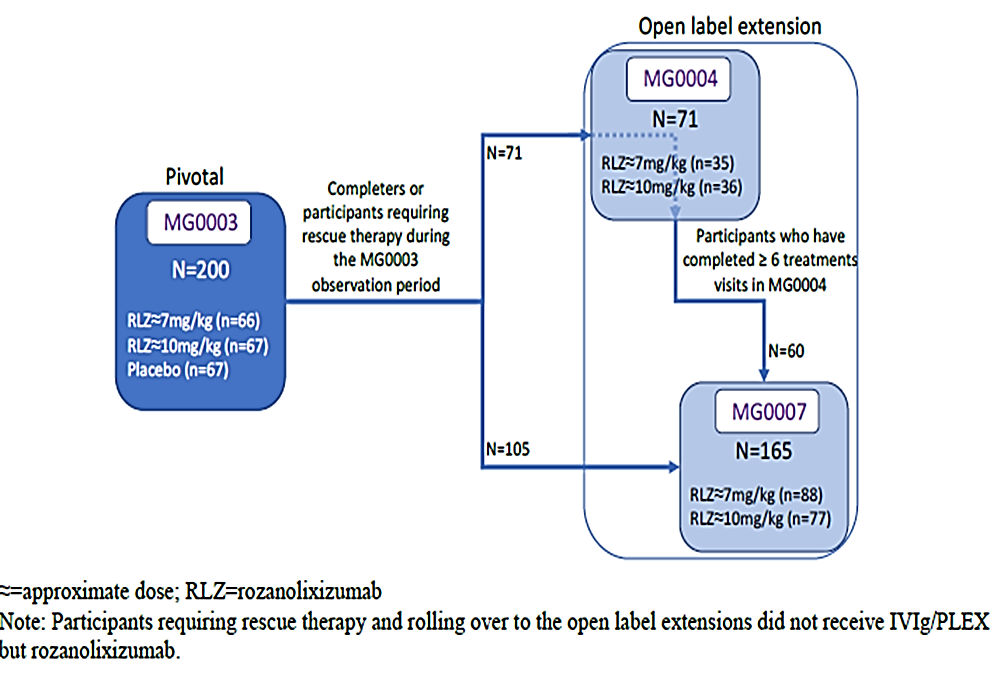 Open label extension
MG0004
N=71
RLZ≈7mg/kg (n=35)
RLZ≈10mg/kg (n=36)
N=71
Pivotal
MG0003
N=200
RLZ≈7mg/kg (n=66)
RLZ≈10mg/kg (n=67)
Placebo (n=67)
Completers or
participants requiring
rescue therapy during
the MG0003
observation period
Participants who have
completed ≥ 6 treatments
visits in MG0004
N=60
N=105
MG0007
N=165
RLZ≈7mg/kg (n=88)
RLZ≈10mg/kg (n=77)
≈=approximate dose; RLZ=rozanolixizumab
Note: Participants requiring rescue therapy and rolling over to the open label extensions did not receive IVIg/PLEX
but rozanolixizumab.